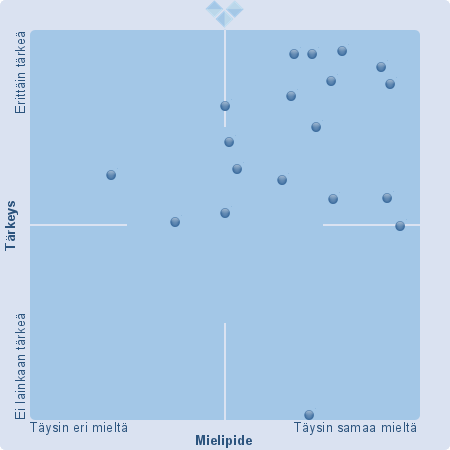 Erittäin tärkeä
Tärkeys
Ei lainkaan tärkeä
Täysin eri mieltä
Täysin samaa mieltä
Mielipide